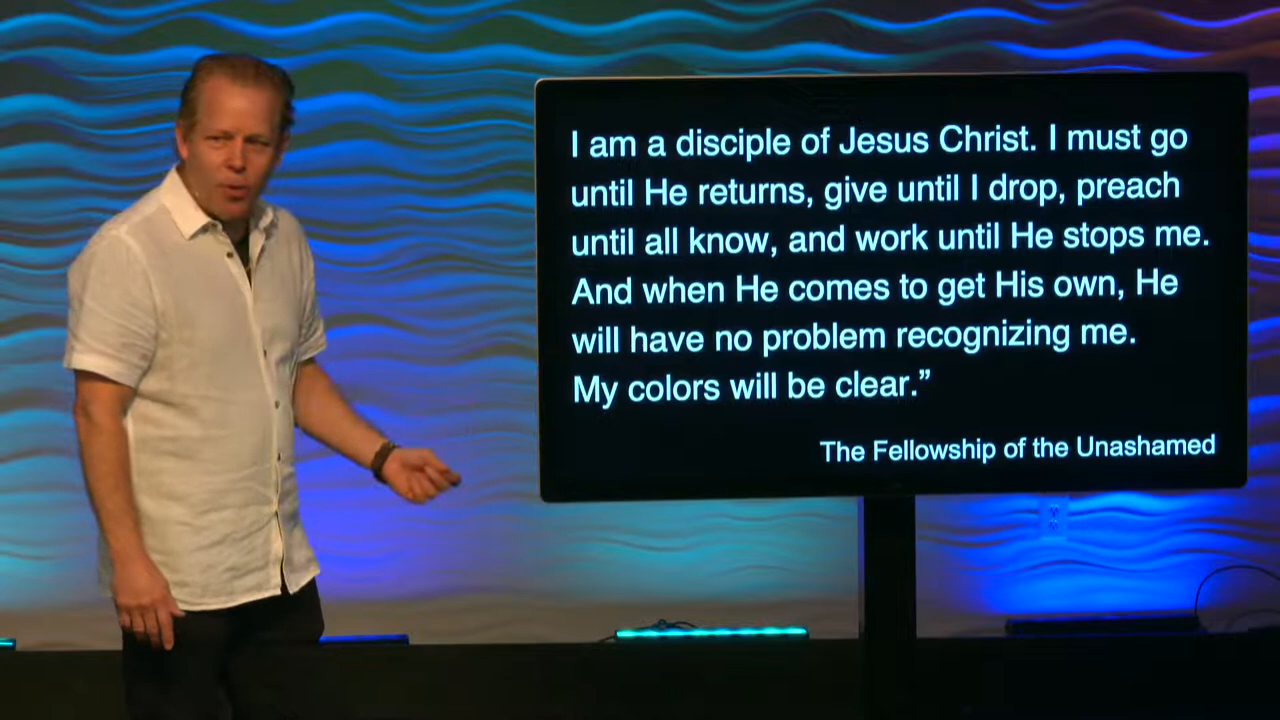 I am a disciple of Jesus Christ. I must go
until He returns, give until I drop, preach
until all know, and work until He stops me.
And when He comes to get His own, He
will have no problem recognizing me.
My colors will be clear.”
The Fellowship of the Unashamed